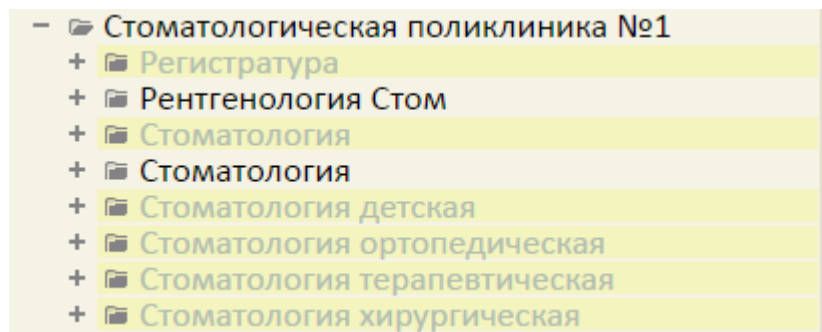 Стоматологическая поликлиника №1
Регистратура
Рентгенология Стом
Стоматология
Стоматология
Стоматология детская
Стоматология ортопедическая
Стоматология терапевтическая
Стоматология хирургическая